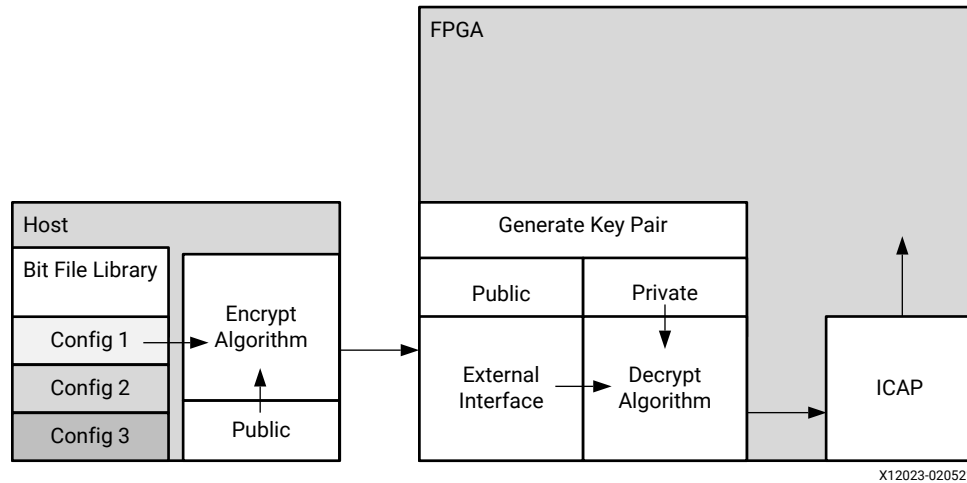 FPGA
Host
Bit File Library
Config 1
Config 2
Config 3
Encrypt
Algorithm
Public
Generate Key Pair
Public
Private
External
Interface
Decrypt
Algorithm
ICAP
X12023-02052